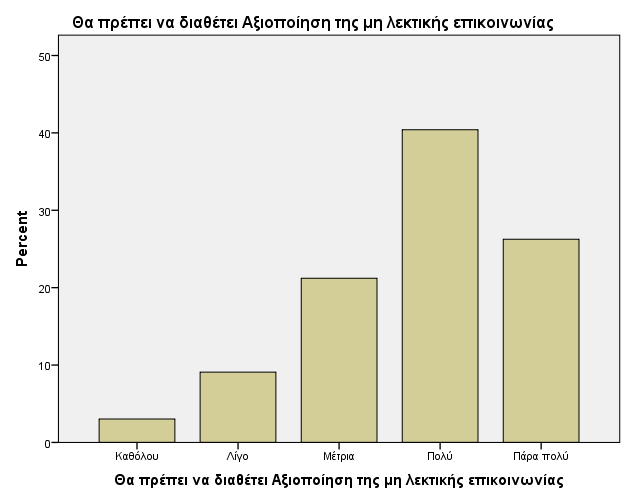 Θα πρέπει να διαθέτει Αξιοποίηση της μη λεκτικής επικοινωνίας
50
40
30
20
10
0
Percent
Καθόλου Λίγο Μέτρια Πολύ Πάρα πολύ
Θα πρέπει να διαθέτει Αξιοποίηση της μη λεκτικής επικοινωνίας